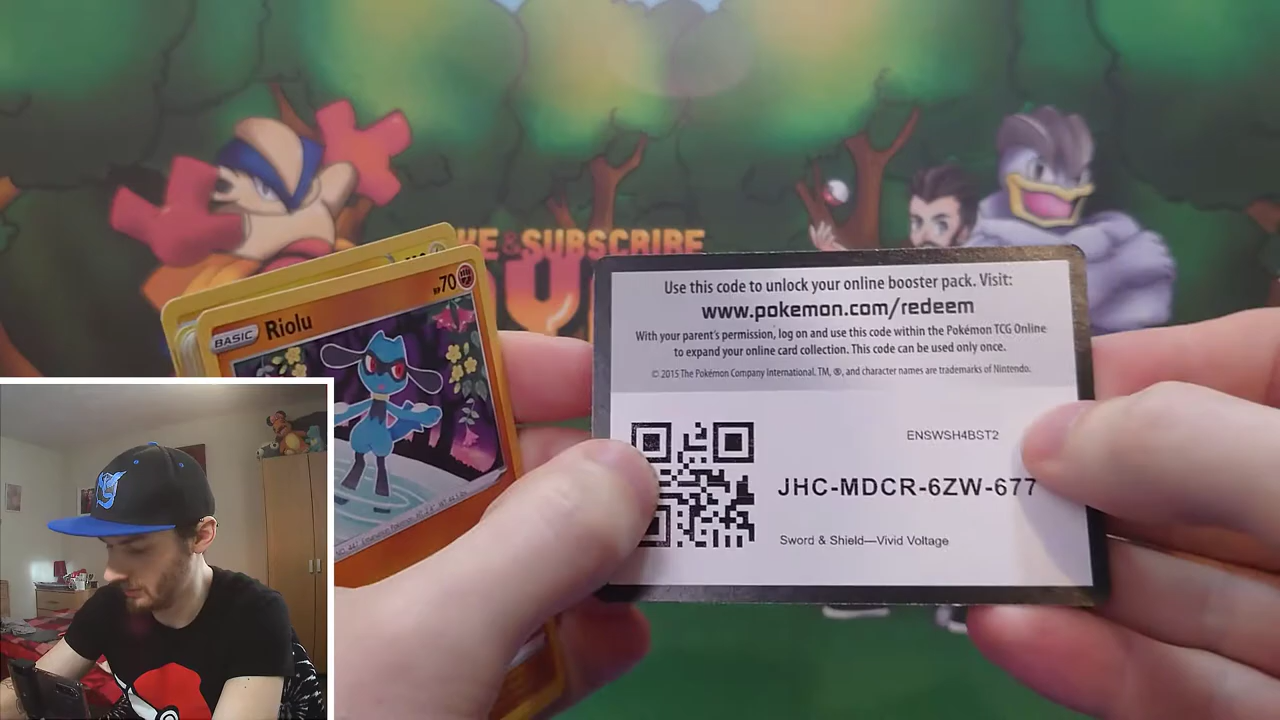 KE & SUBSCRIBE
BASIC
Riolu
HP 70
Use this code to unlock your online booster pack. Visit:
www.pokemon.com/redeem
With your parent's permission, log on and use this code within the Pokémon TCG Online
to expand your online card collection. This code can be used only once.
© 2015 The Pokémon Company International. TM, ®, and character names are trademarks of Nintendo.
ENSWSH4BST2
JHC-MDCR-6ZW-677
Sword & Shield—Vivid Voltage